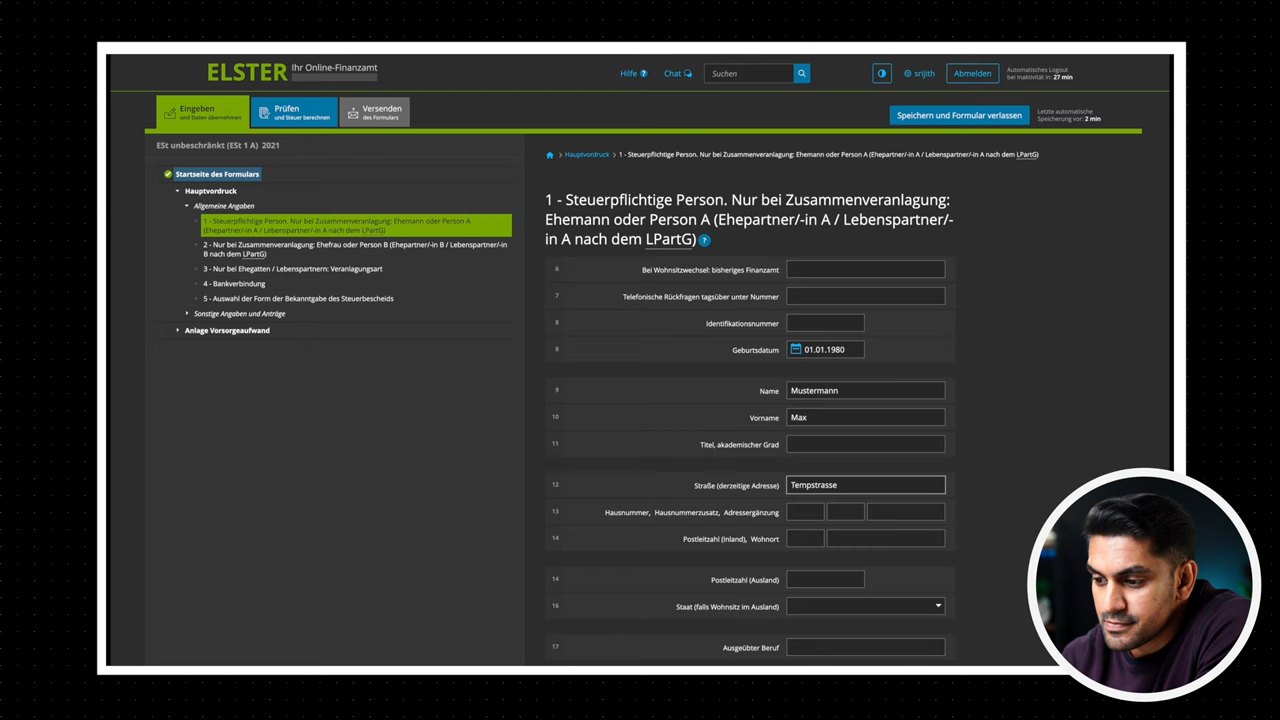 ELSTER
Ihr Online-Finanzamt
Hilfe ?
Chat
Suchen
srijith
Abmelden
Automatisches Logout
bei Inaktivität in: 27 min
Eingeben
und Daten übernehmen
Prüfen
und Steuer berechnen
Versenden
des Formulars
Speichern und Formular verlassen
Letzte automatische
Speicherung vor: 2 min
ESt unbeschränkt (ESt 1 A) 2021
Startseite des Formulars
Hauptvordruck
Allgemeine Angaben
1 - Steuerpflichtige Person. Nur bei Zusammenveranlagung: Ehemann oder Person A
(Ehepartner/-in A / Lebenspartner/-in A nach dem LPartG)
2 - Nur bei Zusammenveranlagung: Ehefrau oder Person B (Ehepartner/-in B / Lebenspartner/-in
B nach dem LPartG)
3 - Nur bei Ehegatten / Lebenspartnern: Veranlagungsart
4 - Bankverbindung
5 - Auswahl der Form der Bekanntgabe des Steuerbescheids
Sonstige Angaben und Anträge
Anlage Vorsorgeaufwand
Hauptvordruck > 1 - Steuerpflichtige Person. Nur bei Zusammenveranlagung: Ehemann oder Person A (Ehepartner/-in A / Lebenspartner/-in A nach dem LPartG)
1 - Steuerpflichtige Person. Nur bei Zusammenveranlagung:
Ehemann oder Person A (Ehepartner/-in A / Lebenspartner/-
in A nach dem LPartG) ?
6 Bei Wohnsitzwechsel: bisheriges Finanzamt
7 Telefonische Rückfragen tagsüber unter Nummer
8 Identifikationsnummer
8 Geburtsdatum 01.01.1980
9 Name Mustermann
10 Vorname Max
11 Titel, akademischer Grad
12 Straße (derzeitige Adresse) Tempstrasse
13 Hausnummer, Hausnummerzusatz, Adressergänzung
14 Postleitzahl (Inland), Wohnort
14 Postleitzahl (Ausland)
16 Staat (falls Wohnsitz im Ausland)
17 Ausgeübter Beruf